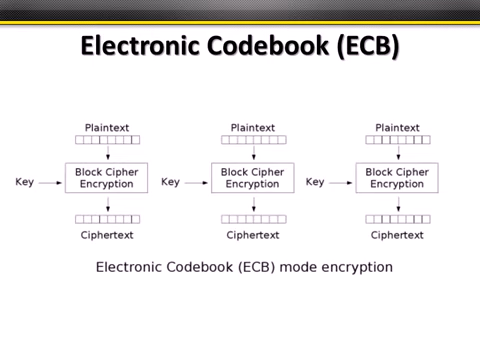 Electronic Codebook (ECB)
Plaintext Plaintext Plaintext
Key Block Cipher Encryption Key Block Cipher Encryption Key Block Cipher Encryption
Ciphertext Ciphertext Ciphertext
Electronic Codebook (ECB) mode encryption